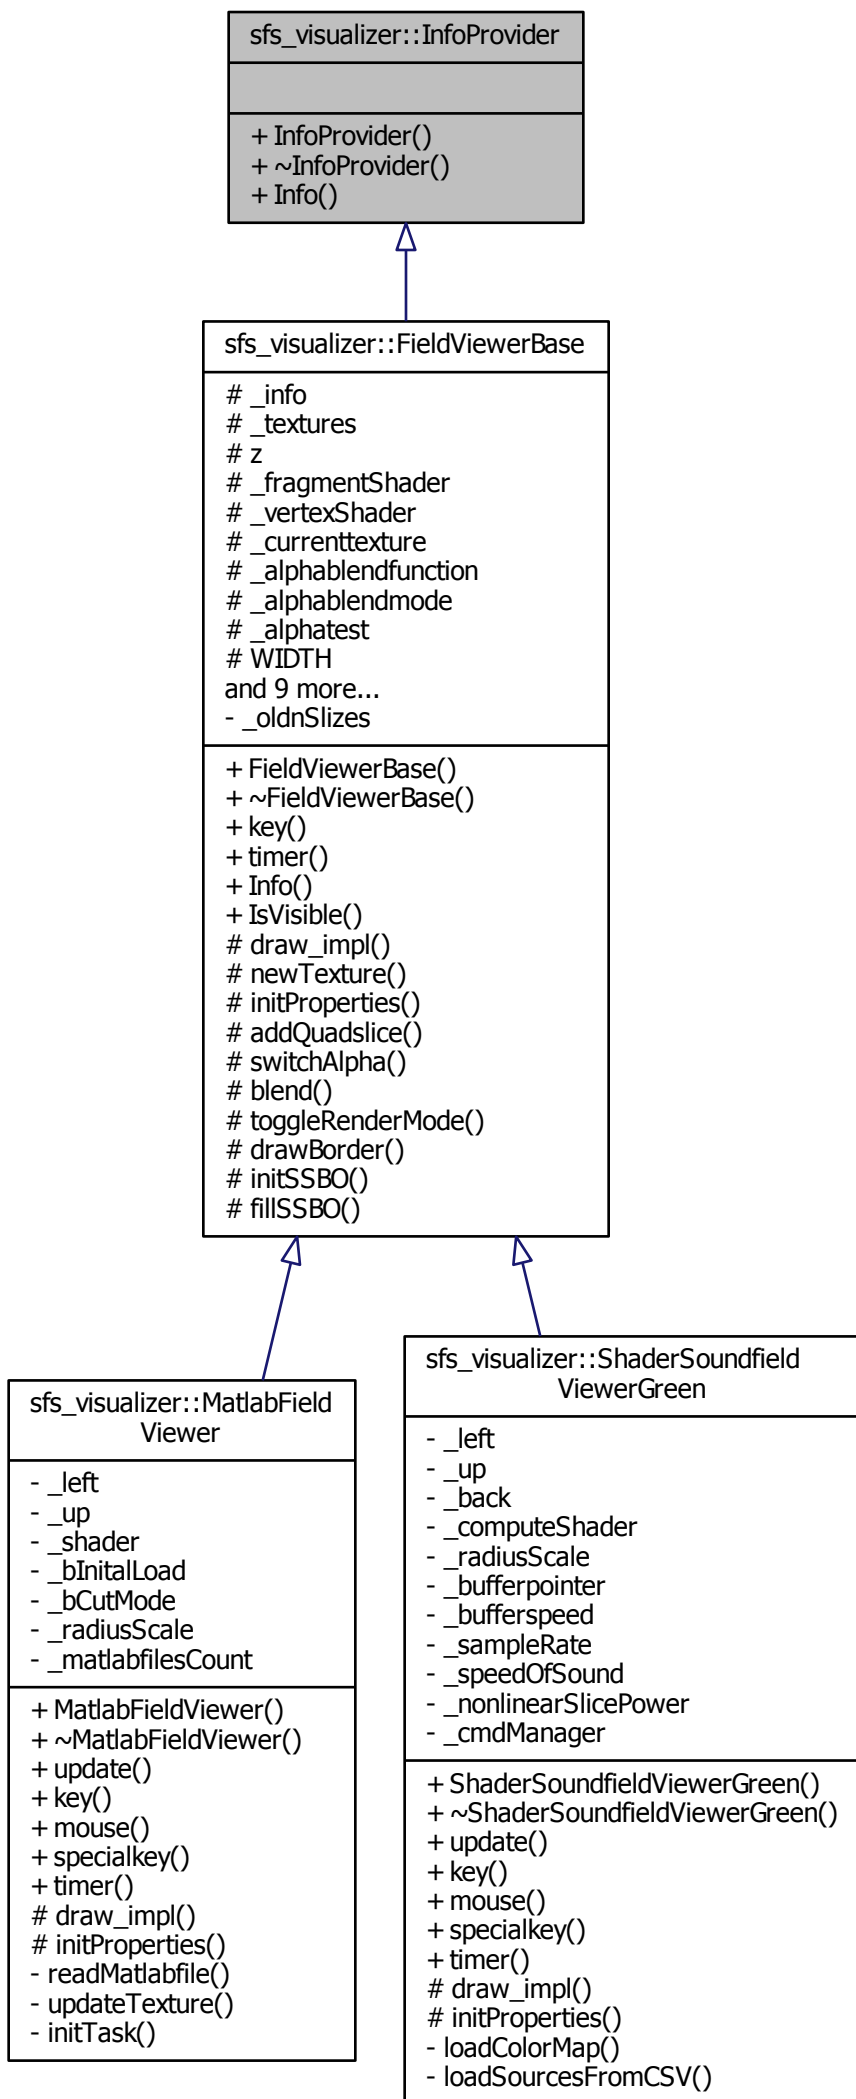 sfs_visualizer::InfoProvider
+ InfoProvider()
+ ~InfoProvider()
+ Info()
sfs_visualizer::FieldViewerBase
# _info
# _textures
# z
# _fragmentShader
# _vertexShader
# _currenttexture
# _alphablendfunction
# _alphablendmode
# _alphatest
# WIDTH
and 9 more...
- _oldnSlizes
+ FieldViewerBase()
+ ~FieldViewerBase()
+ key()
+ timer()
+ Info()
+ IsVisible()
# draw_impl()
# newTexture()
# initProperties()
# addQuadslice()
# switchAlpha()
# blend()
# toggleRenderMode()
# drawBorder()
# initSSBO()
# fillSSBO()
sfs_visualizer::MatlabField
Viewer
- _left
- _up
- _shader
- _bInitalLoad
- _bCutMode
- _radiusScale
- _matlabfilesCount
+ MatlabFieldViewer()
+ ~MatlabFieldViewer()
+ update()
+ key()
+ mouse()
+ specialkey()
+ timer()
# draw_impl()
# initProperties()
- readMatlabfile()
- updateTexture()
- initTask()
sfs_visualizer::ShaderSoundfield
ViewerGreen
- _left
- _up
- _back
- _computeShader
- _radiusScale
- _bufferpointer
- _bufferspeed
- _sampleRate
- _speedOfSound
- _nonlinearSlicePower
- _cmdManager
+ ShaderSoundfieldViewerGreen()
+ ~ShaderSoundfieldViewerGreen()
+ update()
+ key()
+ mouse()
+ specialkey()
+ timer()
# draw_impl()
# initProperties()
- loadColorMap()
- loadSourcesFromCSV()